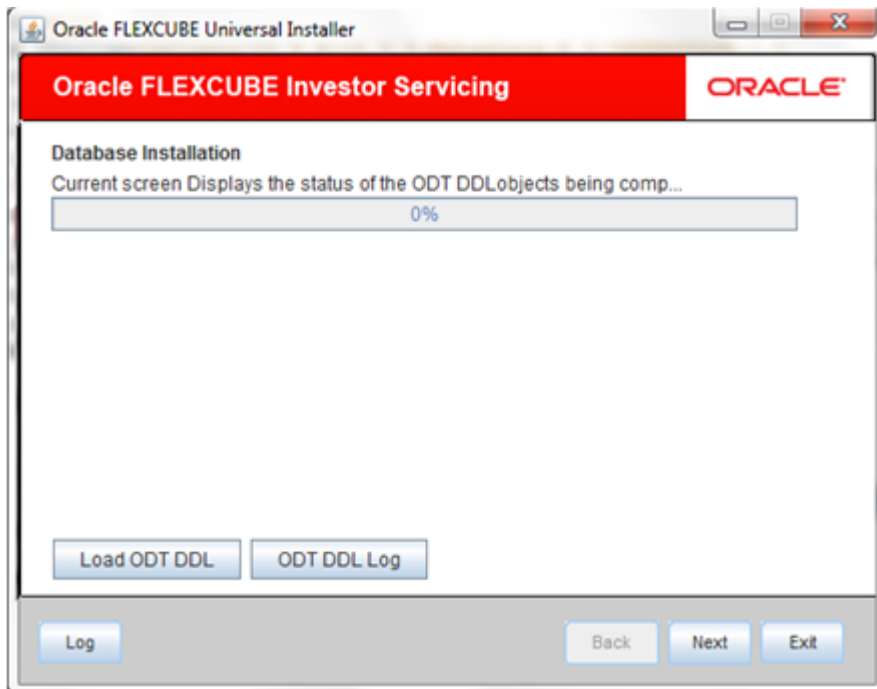 Oracle FLEXCUBE Universal Installer
Oracle FLEXCUBE Investor Servicing
ORACLE
Database Installation
Current screen Displays the status of the ODT DDLobjects being comp...
0%
Load ODT DDL
ODT DDL Log
Log
Back
Next
Exit